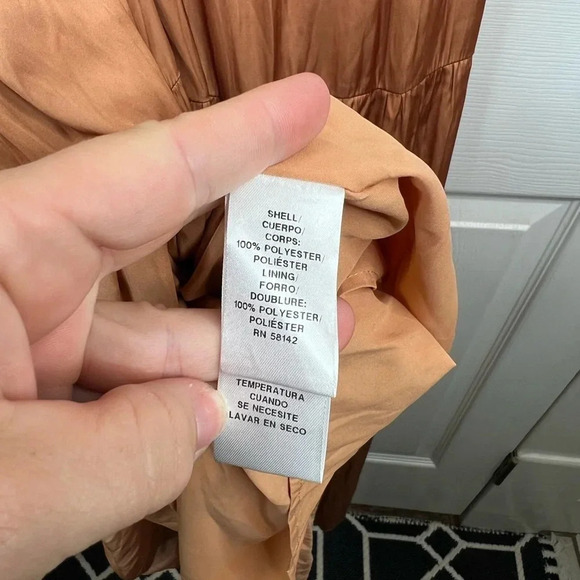 SHELL/
CUERPO/
CORPS:
100% POLYESTER/
POLIÉSTER
LINING/
FORRO/
DOUBLURE:
100% POLYESTER/
POLIÉSTER
RN 58142
TEMPERATURA
CUANDO
SE NECESITE
LAVAR EN SECO